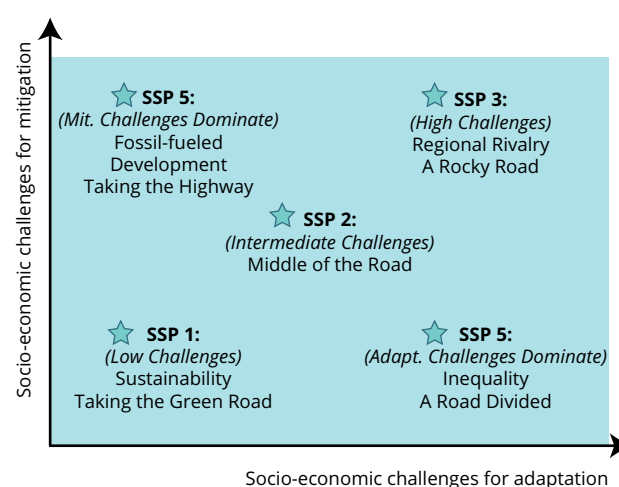 Socio-economic challenges for mitigation
SSP 5:
(Mit. Challenges Dominate)
Fossil-fueled
Development
Taking the Highway
SSP 3:
(High Challenges)
Regional Rivalry
A Rocky Road
SSP 2:
(Intermediate Challenges)
Middle of the Road
SSP 1:
(Low Challenges)
Sustainability
Taking the Green Road
SSP 5:
(Adapt. Challenges Dominate)
Inequality
A Road Divided
Socio-economic challenges for adaptation